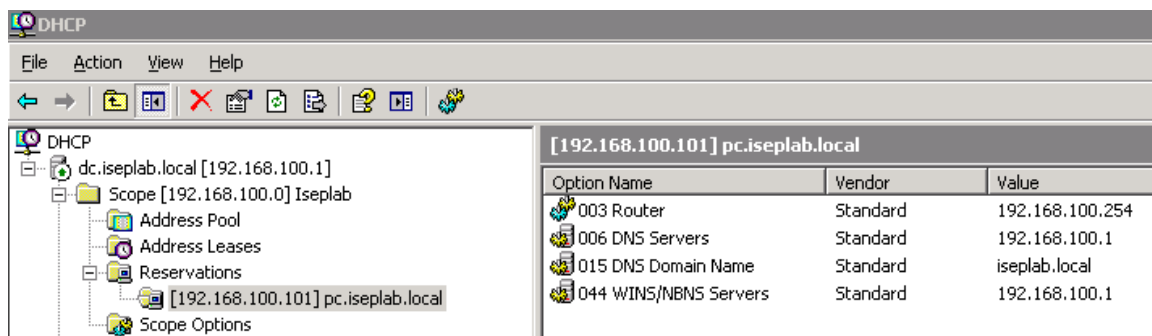 DHCP
File Action View Help
DHCP
dc.iseplab.local [192.168.100.1]
Scope [192.168.100.0] Iseplab
Address Pool
Address Leases
Reservations
[192.168.100.101] pc.iseplab.local
Scope Options
[192.168.100.101] pc.iseplab.local
Option Name Vendor Value
003 Router Standard 192.168.100.254
006 DNS Servers Standard 192.168.100.1
015 DNS Domain Name Standard iseplab.local
044 WINS/NBNS Servers Standard 192.168.100.1